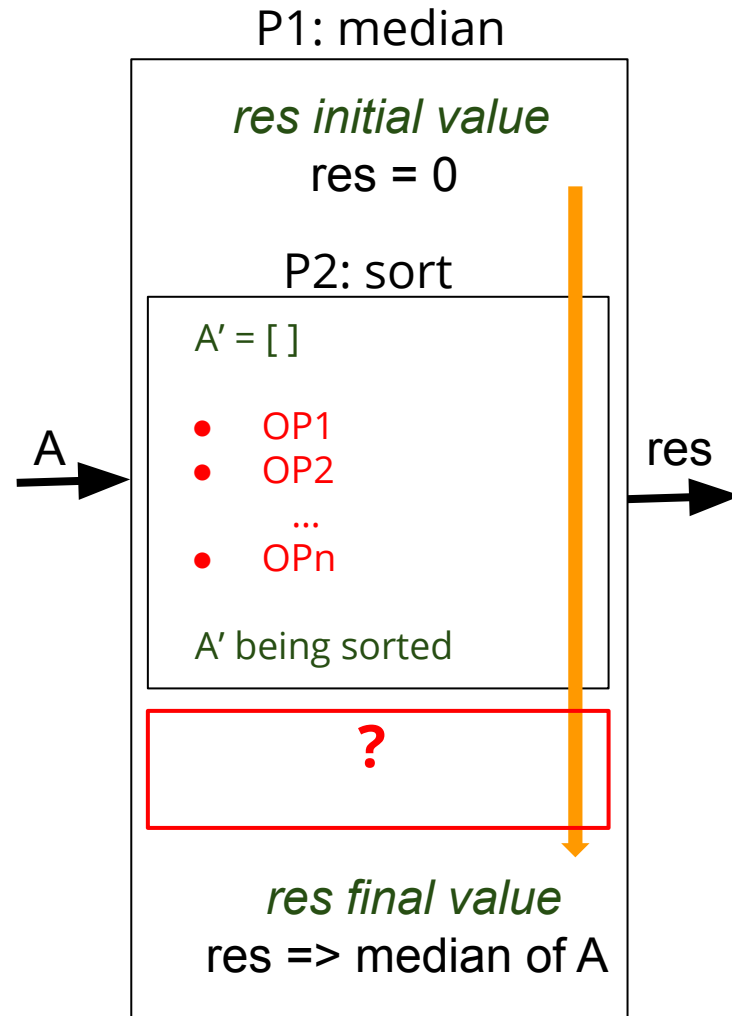 P1: median
res initial value
res = 0
P2: sort
A’ = [ ]
● OP1
A
res
● OP2
...
● OPn
A’ being sorted
?
res final value
res => median of A